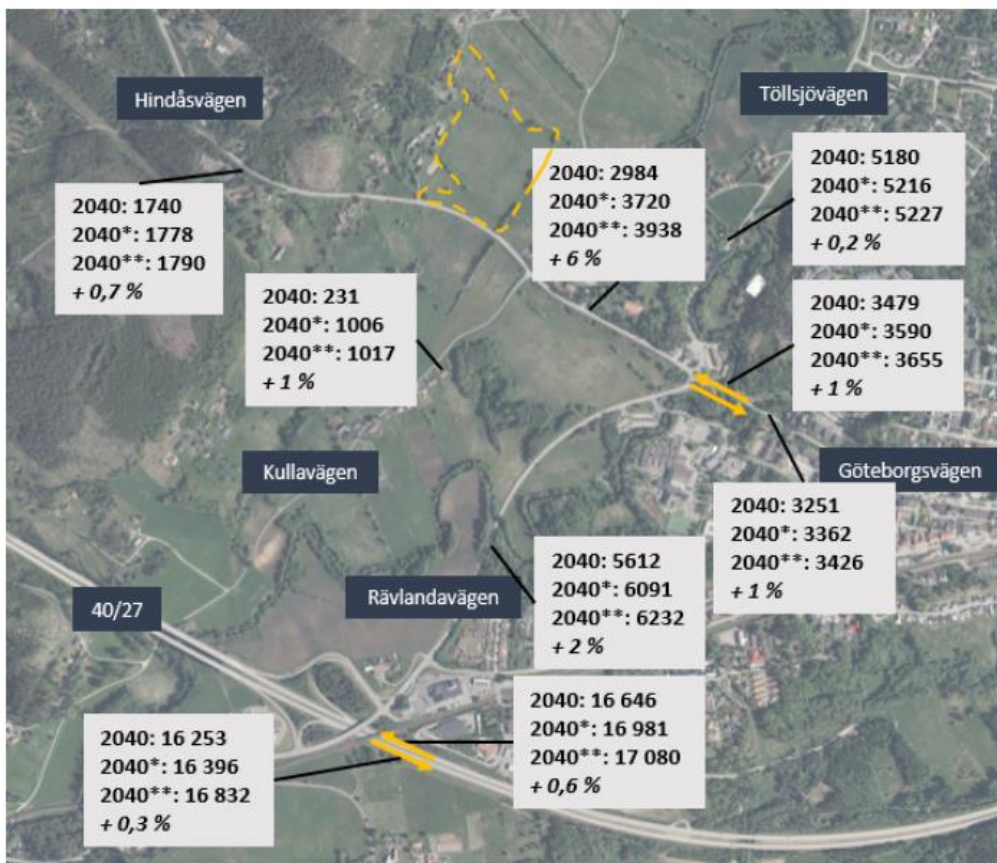 Hindåsvägen
Töllsjövägen
2040: 1740
2040*: 1778
2040**: 1790
+ 0,7 %
2040: 2984
2040*: 3720
2040**: 3938
+ 6 %
2040: 5180
2040*: 5216
2040**: 5227
+ 0,2 %
2040: 231
2040*: 1006
2040**: 1017
+ 1 %
2040: 3479
2040*: 3590
2040**: 3655
+ 1 %
Kullavägen
Göteborgsvägen
2040: 3251
2040*: 3362
2040**: 3426
+ 1 %
Rävlandavägen
2040: 5612
2040*: 6091
2040**: 6232
+ 2 %
40/27
2040: 16 253
2040*: 16 396
2040**: 16 832
+ 0,3 %
2040: 16 646
2040*: 16 981
2040**: 17 080
+ 0,6 %